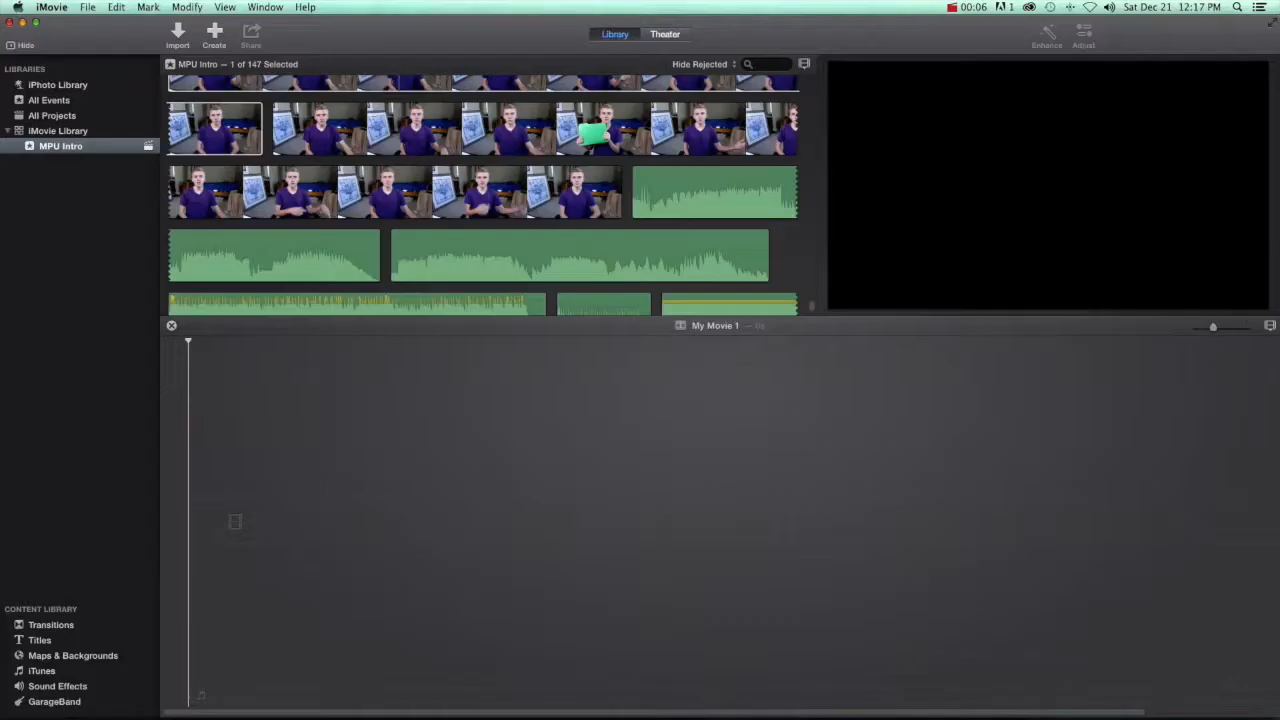 iMovie File Edit Mark Modify View Window Help 00:06 1 Sat Dec 21 12:17 PM
Hide Import Create Share Library Theater Enhance Adjust
LIBRARIES
iPhoto Library
All Events
All Projects
iMovie Library
MPU Intro
MPU Intro — 1 of 147 Selected Hide Rejected
My Movie 1 — 0s
CONTENT LIBRARY
Transitions
Titles
Maps & Backgrounds
iTunes
Sound Effects
GarageBand